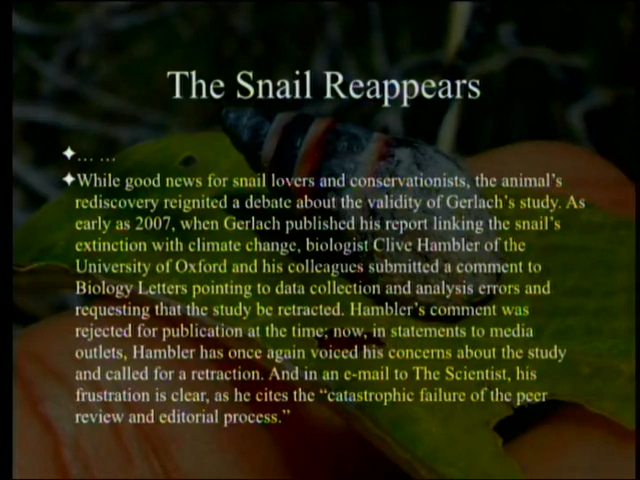 The Snail Reappears
✦... ...
✦While good news for snail lovers and conservationists, the animal's
rediscovery reignited a debate about the validity of Gerlach's study. As
early as 2007, when Gerlach published his report linking the snail's
extinction with climate change, biologist Clive Hambler of the
University of Oxford and his colleagues submitted a comment to
Biology Letters pointing to data collection and analysis errors and
requesting that the study be retracted. Hambler's comment was
rejected for publication at the time; now, in statements to media
outlets, Hambler has once again voiced his concerns about the study
and called for a retraction. And in an e-mail to The Scientist, his
frustration is clear, as he cites the “catastrophic failure of the peer
review and editorial process.”